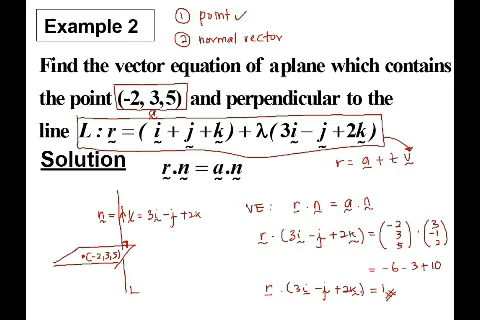 ① point ✓
Example 2
② normal vector
Find the vector equation of a plane which contains
the point (-2, 3,5) and perpendicular to the
a
line L : r = ( i + j + k ) + λ( 3i − j + 2k )
Solution
r.n = a.n
r = a + t v
n = v = 3i - j + 2k
(-2,3,5)
L
VE: r . n = a . n
r . (3i - j + 2k) = (-2 3 5) . (3 -1 2)
= -6 - 3 + 10
r . (3i - j + 2k) = 1